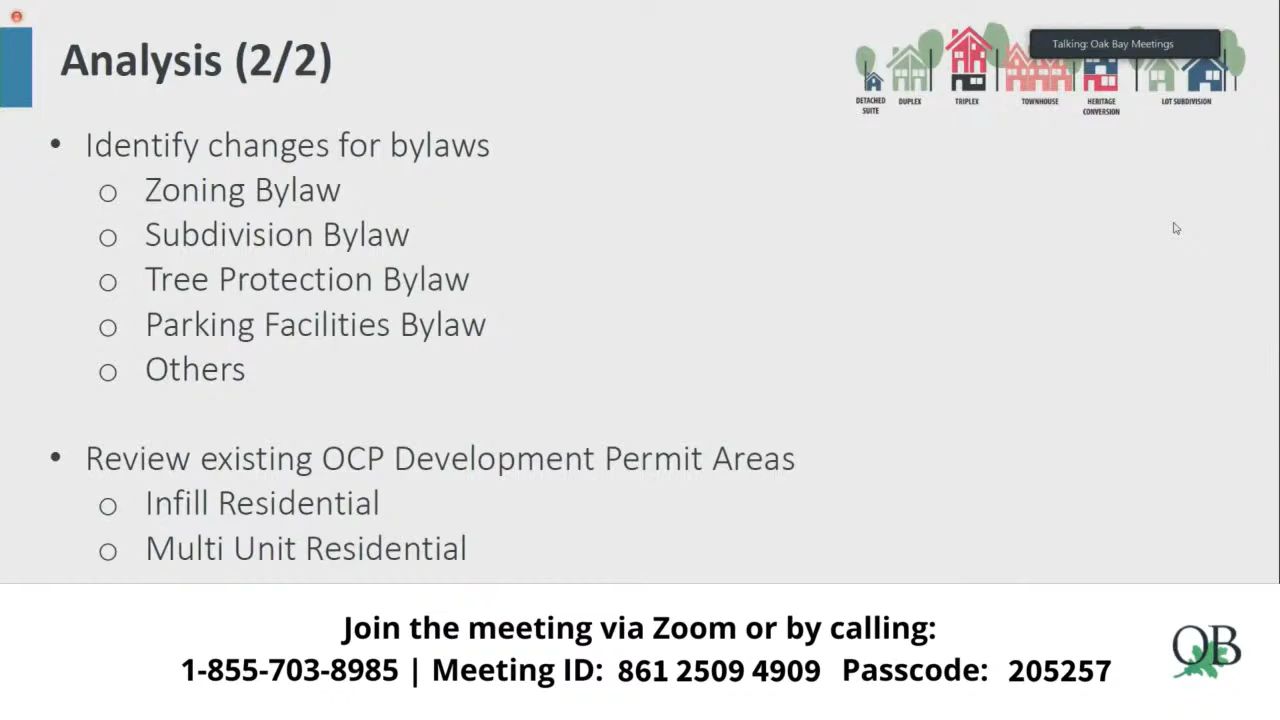 Analysis (2/2)
Talking: Oak Bay Meetings
DETACHED SUITE
DUPLEX
TRIPLEX
TOWNHOUSE
HERITAGE CONVERSION
LOT SUBDIVISION
• Identify changes for bylaws
o Zoning Bylaw
o Subdivision Bylaw
o Tree Protection Bylaw
o Parking Facilities Bylaw
o Others
• Review existing OCP Development Permit Areas
o Infill Residential
o Multi Unit Residential
Join the meeting via Zoom or by calling:
1-855-703-8985 | Meeting ID: 861 2509 4909 Passcode: 205257
OB